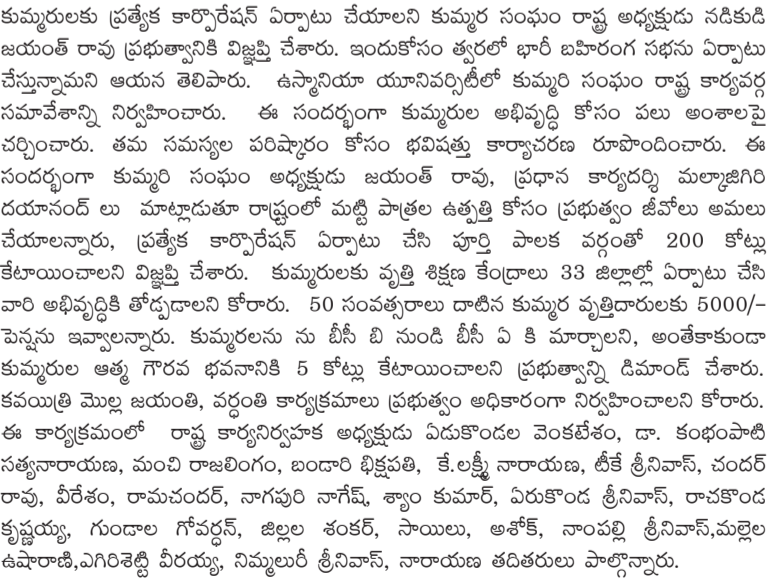 కుమ్మరులకు ప్రత్యేక కార్పొరేషన్ ఏర్పాటు చేయాలని కుమ్మర సంఘం రాష్ట్ర అధ్యక్షుడు నడికుడి
జయంత్ రావు ప్రభుత్వానికి విజ్ఞప్తి చేశారు. ఇందుకోసం త్వరలో భారీ బహిరంగ సభను ఏర్పాటు
చేస్తున్నామని ఆయన తెలిపారు. ఉస్మానియా యూనివర్సిటీలో కుమ్మరి సంఘం రాష్ట్ర కార్యవర్గ
సమావేశాన్ని నిర్వహించారు. ఈ సందర్భంగా కుమ్మరుల అభివృద్ధి కోసం పలు అంశాలపై
చర్చించారు. తమ సమస్యల పరిష్కారం కోసం భవిషత్తు కార్యాచరణ రూపొందించారు. ఈ
సందర్భంగా కుమ్మరి సంఘం అధ్యక్షుడు జయంత్ రావు, ప్రధాన కార్యదర్శి మల్కాజిగిరి
దయానంద్ లు మాట్లాడుతూ రాష్ట్రంలో మట్టి పాత్రల ఉత్పత్తి కోసం ప్రభుత్వం జీవోలు అమలు
చేయాలన్నారు, ప్రత్యేక కార్పొరేషన్ ఏర్పాటు చేసి పూర్తి పాలక వర్గంతో 200 కోట్లు
కేటాయించాలని విజ్ఞప్తి చేశారు. కుమ్మరులకు వృత్తి శిక్షణ కేంద్రాలు 33 జిల్లాల్లో ఏర్పాటు చేసి
వారి అభివృద్ధికి తోడ్పడాలని కోరారు. 50 సంవత్సరాలు దాటిన కుమ్మర వృత్తిదారులకు 5000/-
పెన్షను ఇవ్వాలన్నారు. కుమ్మరలను ను బీసీ బి నుండి బీసీ ఏ కి మార్చాలని, అంతేకాకుండా
కుమ్మరుల ఆత్మ గౌరవ భవనానికి 5 కోట్లు కేటాయించాలని ప్రభుత్వాన్ని డిమాండ్ చేశారు.
కవయిత్రి మొల్ల జయంతి, వర్ధంతి కార్యక్రమాలు ప్రభుత్వం అధికారంగా నిర్వహించాలని కోరారు.
ఈ కార్యక్రమంలో రాష్ట్ర కార్యనిర్వహక అధ్యక్షుడు ఏడుకొండల వెంకటేశం, డా. కంభంపాటి
సత్యనారాయణ, మంచి రాజలింగం, బండారి భిక్షపతి, కే.లక్ష్మీ నారాయణ, టీకే శ్రీనివాస్, చందర్
రావు, వీరేశం, రామచందర్, నాగపురి నాగేష్, శ్యాం కుమార్, ఏరుకొండ శ్రీనివాస్, రాచకొండ
కృష్ణయ్య, గుండాల గోవర్ధన్, జిల్లల శంకర్, సాయిలు, అశోక్, నాంపల్లి శ్రీనివాస్,మల్లెల
ఉషారాణి,ఎగిరిశెట్టి వీరయ్య, నిమ్మలురీ శ్రీనివాస్, నారాయణ తదితరులు పాల్గొన్నారు.